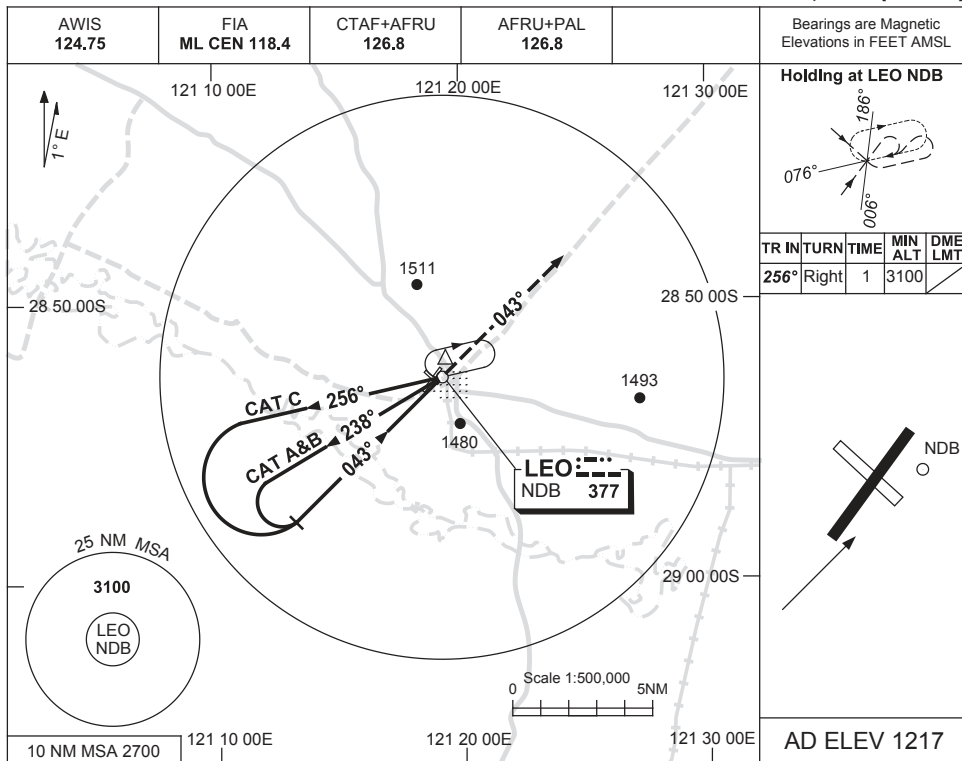 AWIS
124.75
FIA
ML CEN 118.4
CTAF+AFRU
126.8
AFRU+PAL
126.8
Bearings are Magnetic
Elevations in FEET AMSL
121 10 00E
121 20 00E
121 30 00E
1° E
Holding at LEO NDB
186°
076°
006°
TR IN TURN TIME MIN ALT DME LMT
256° Right 1 3100
1511
28 50 00S
28 50 00S
043°
CAT C
256°
CAT A&B
238°
043°
1493
1480
LEO
NDB 377
NDB
25 NM MSA
3100
LEO
NDB
29 00 00S
Scale 1:500,000
0 5NM
10 NM MSA 2700
121 10 00E
121 20 00E
121 30 00E
AD ELEV 1217